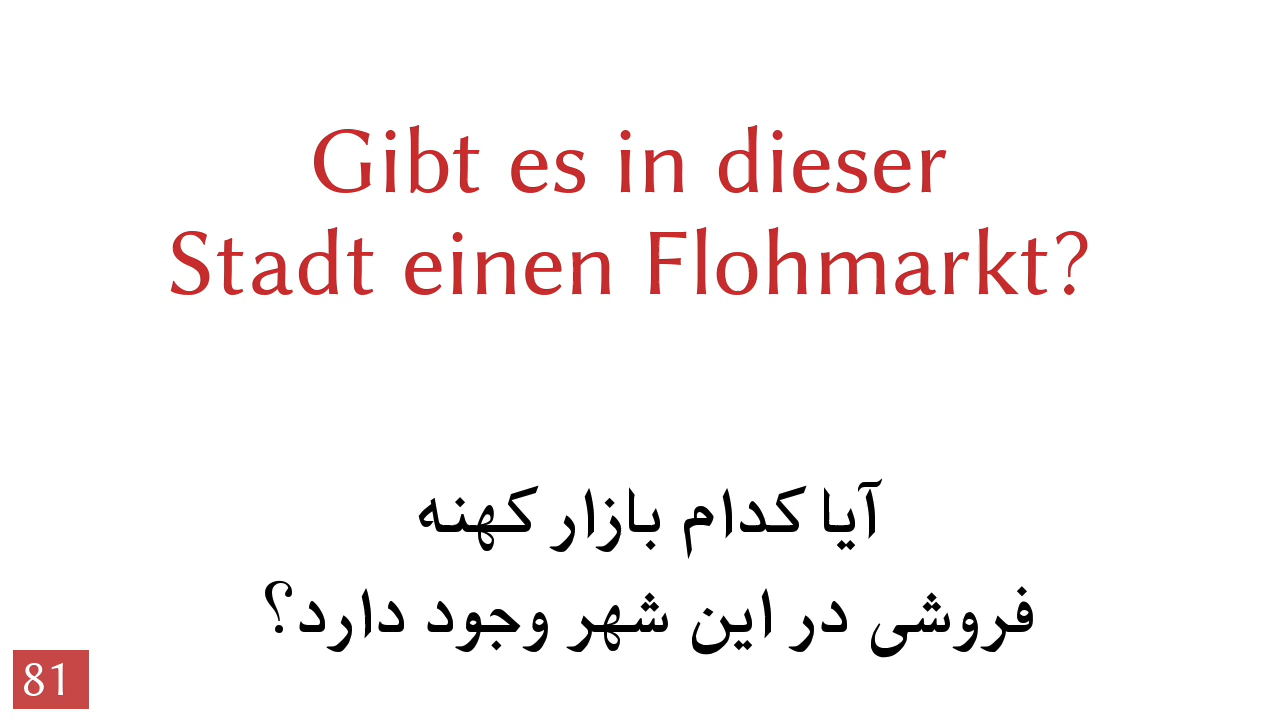 Gibt es in dieser
Stadt einen Flohmarkt?
آیا کدام بازار کهنه
فروشی در این شهر وجود دارد؟
81